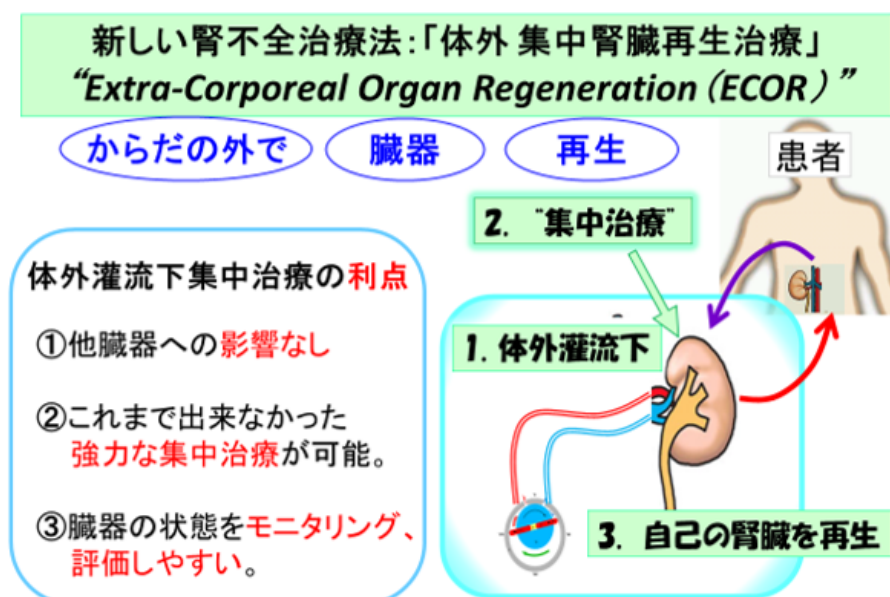 新しい腎不全治療法:「体外 集中腎臓再生治療」
“Extra-Corporeal Organ Regeneration (ECOR) ”
からだの外で
臓器
再生
患者
2. “集中治療”
体外灌流下集中治療の利点
①他臓器への影響なし
②これまで出来なかった
強力な集中治療が可能。
③臓器の状態をモニタリング、
評価しやすい。
1. 体外灌流下
3. 自己の腎臓を再生